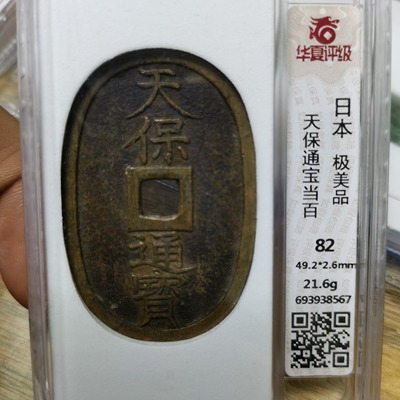 天保通寳
华夏评级
日本 极美品
天保通宝当百
82
49.2*2.6mm
21.6g
693938567